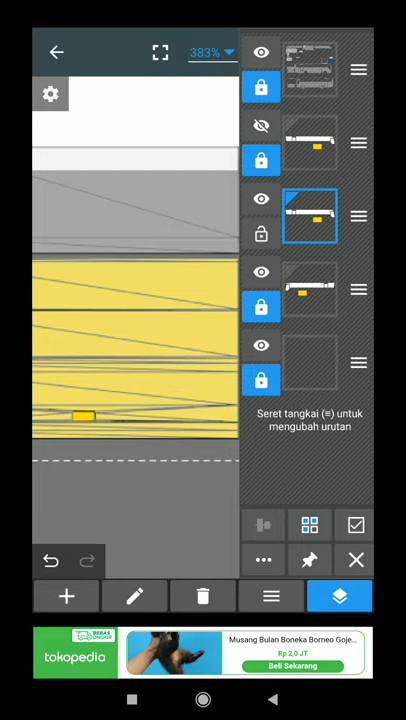 383%
Seret tangkai (≡) untuk
mengubah urutan
BEBAS
ONGKIR
tokopedia
Musang Bulan Boneka Borneo Goje...
Rp 2,0 JT
Beli Sekarang